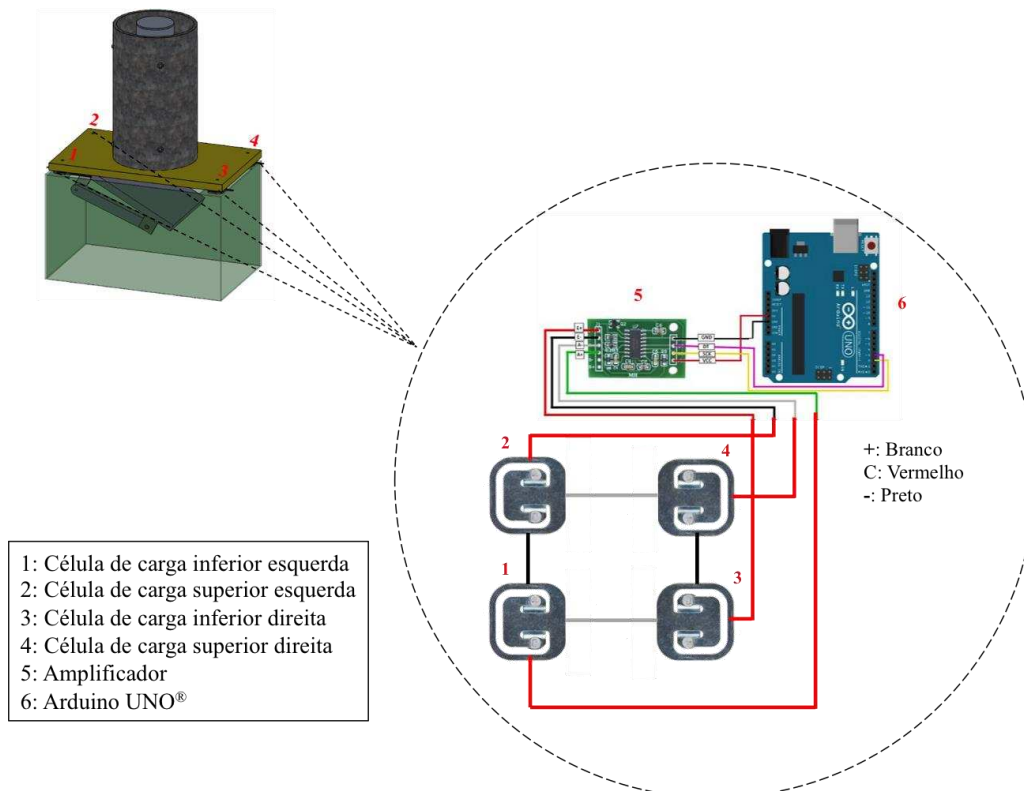 2
4
1
3
5
6
E+
E-
A-
A+
GND
DT
SCK
VCC
UNO
2
4
1
3
+: Branco
C: Vermelho
-: Preto
1: Célula de carga inferior esquerda
2: Célula de carga superior esquerda
3: Célula de carga inferior direita
4: Célula de carga superior direita
5: Amplificador
6: Arduino UNO®